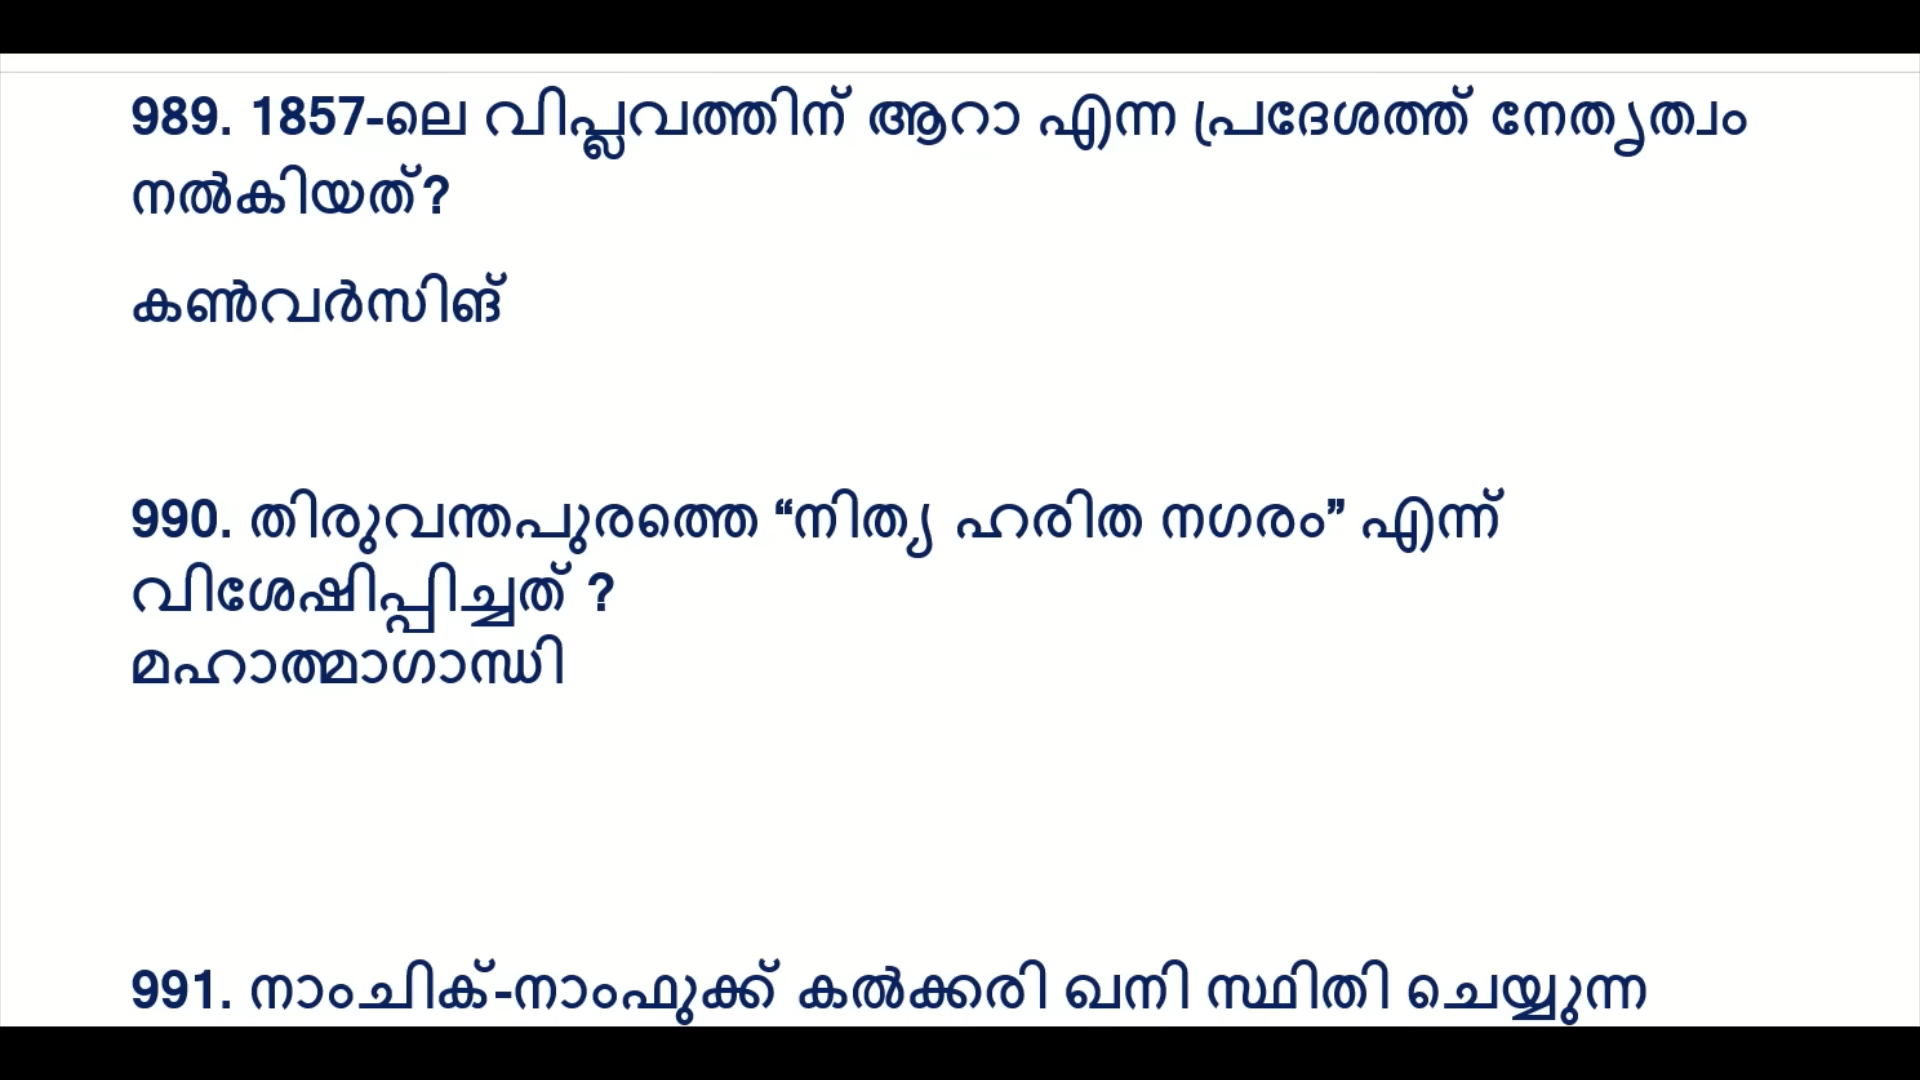 989. 1857-ലെ വിപ്ലവത്തിന് ആറാ എന്ന പ്രദേശത്ത് നേതൃത്വം
നൽകിയത്?
കൺവർസിങ്
990. തിരുവന്തപുരത്തെ “നിത്യ ഹരിത നഗരം” എന്ന്
വിശേഷിപ്പിച്ചത് ?
മഹാത്മാഗാന്ധി
991. നാംചിക്-നാംഫുക്ക് കൽക്കരി ഖനി സ്ഥിതി ചെയ്യുന്ന